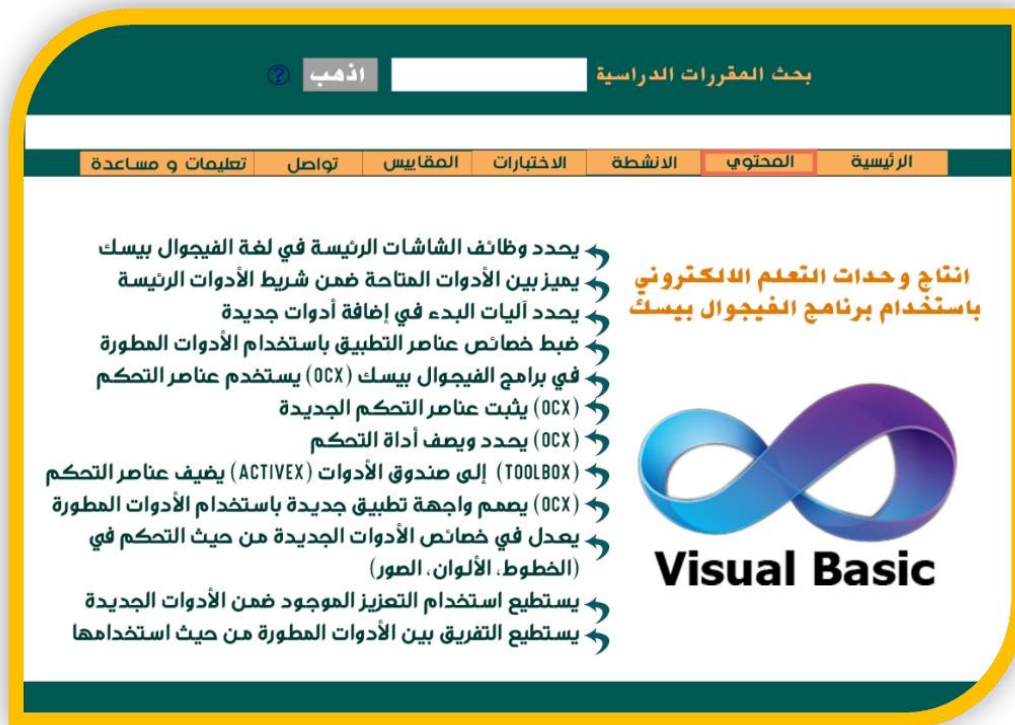 بحث المقررات الدراسية
اذهب
?
الرئيسية
المحتوي
الانشطة
الاختبارات
المقاييس
تواصل
تعليمات و مساعدة
انتاج وحدات التعلم الالكتروني
باستخدام برنامج الفيجوال بيسك
Visual Basic
يحدد وظائف الشاشات الرئيسة في لغة الفيجوال بيسك
يميز بين الأدوات المتاحة ضمن شريط الأدوات الرئيسة
يحدد آليات البدء في إضافة أدوات جديدة
ضبط خصائص عناصر التطبيق باستخدام الأدوات المطورة
في برامج الفيجوال بيسك (OCX) يستخدم عناصر التحكم
(OCX) يثبت عناصر التحكم الجديدة
(OCX) يحدد ويصف أداة التحكم
(TOOLBOX) إلى صندوق الأدوات (ACTIVEX) يضيف عناصر التحكم
(OCX) يصمم واجهة تطبيق جديدة باستخدام الأدوات المطورة
يعدل في خصائص الأدوات الجديدة من حيث التحكم في
(الخطوط، الألوان، الصور)
يستطيع استخدام التعزيز الموجود ضمن الأدوات الجديدة
يستطيع التفريق بين الأدوات المطورة من حيث استخدامها